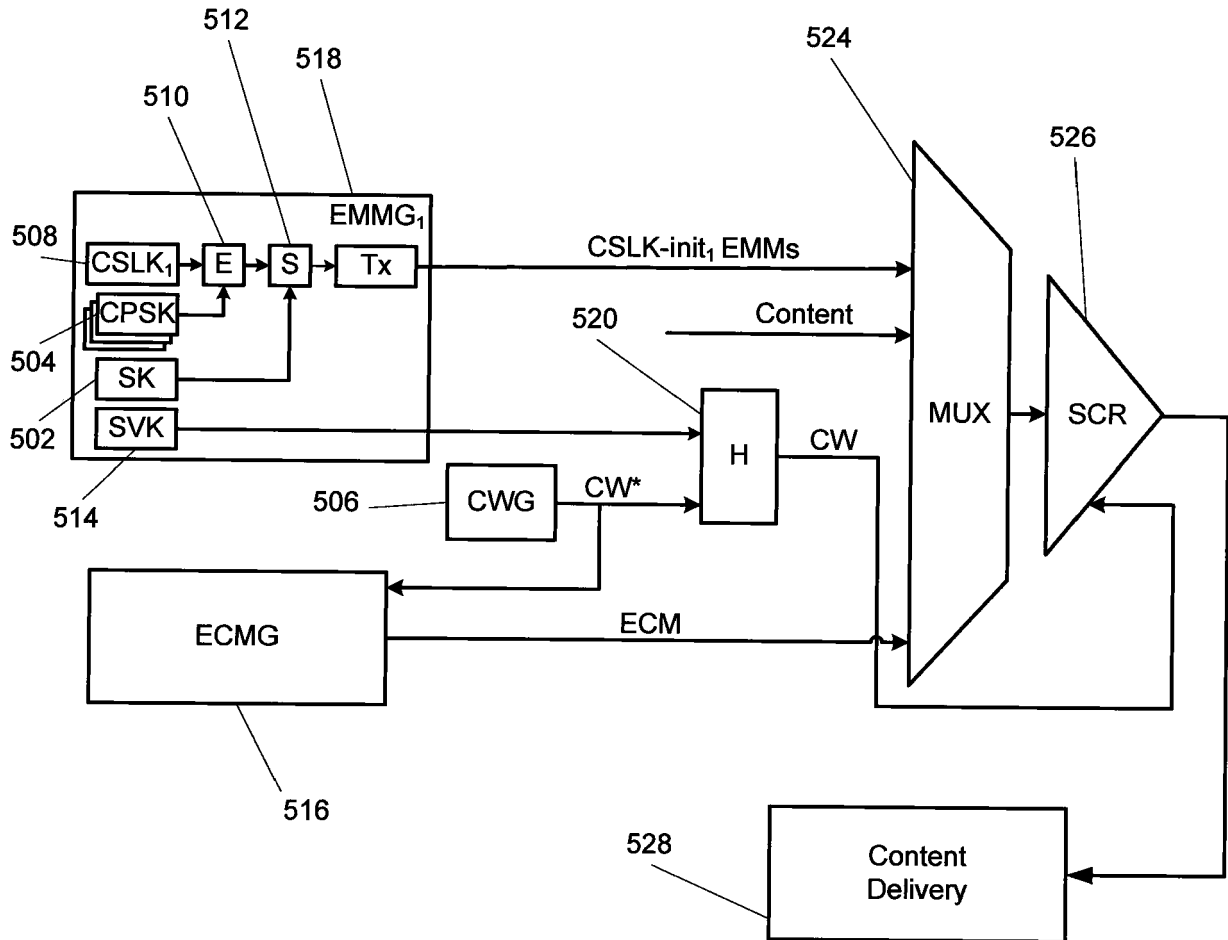 512
524
518
510
526
EMMG₁
508
CSLK₁
E
S
Tx
CSLK-init₁ EMMs
CPSK
520
Content
504
SK
MUX
SCR
502
SVK
H
CW
514
506
CWG
CW*
ECMG
ECM
516
528
Content
Delivery